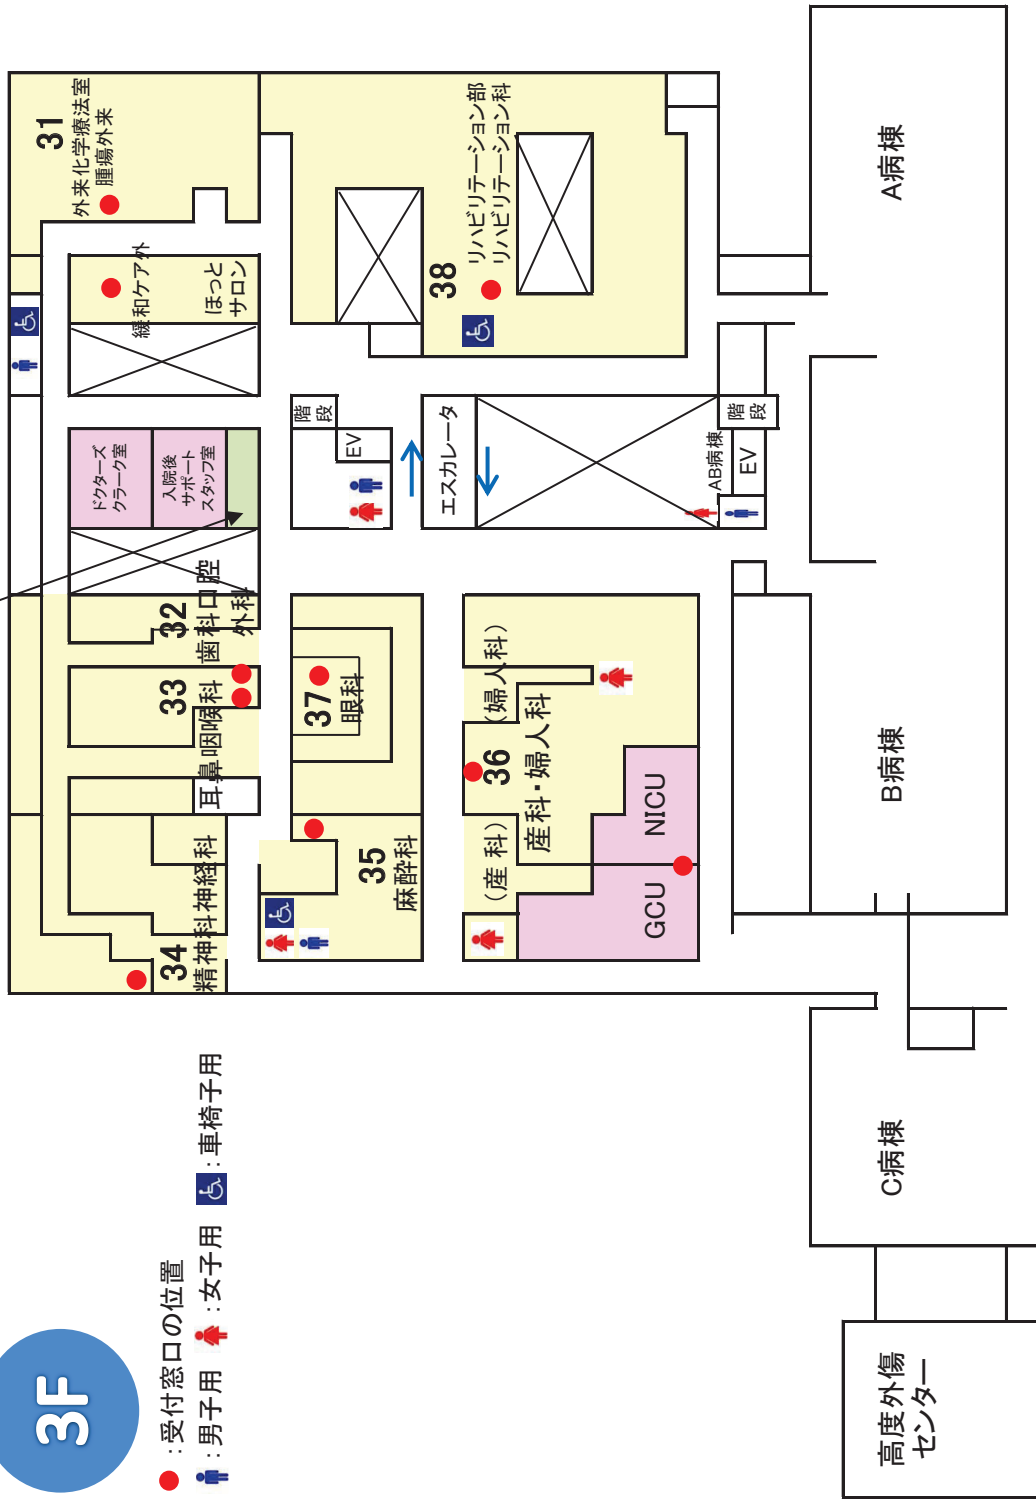 3F
：受付窓口の位置
：男子用
：女子用
：車椅子用
34
精神科神経科
33
耳鼻咽喉科
32
歯科口腔
外科
ドクターズ
クラーク室
入院後
サポート
スタッフ室
緩和ケア外
ほっと
サロン
31
外来化学療法室
腫瘍外来
35
麻酔科
37
眼科
階段
EV
エスカレータ
38
リハビリテーション部
リハビリテーション科
36
（産 科）
（婦人科）
産科・婦人科
GCU
NICU
AB病棟
EV
階段
高度外傷
センター
C病棟
B病棟
A病棟